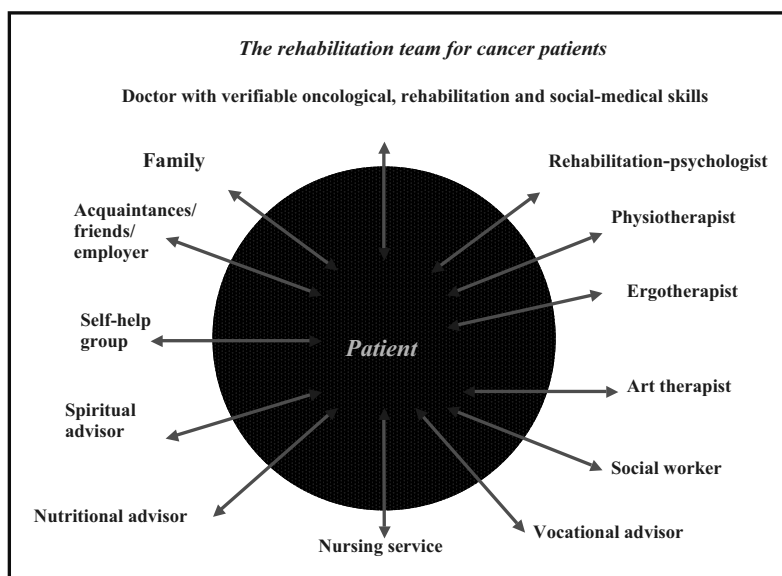 The rehabilitation team for cancer patients
Doctor with verifiable oncological, rehabilitation and social-medical skills
Family
Rehabilitation-psychologist
Acquaintances/
friends/
employer
Physiotherapist
Ergotherapist
Self-help
group
Patient
Art therapist
Spiritual
advisor
Social worker
Nutritional advisor
Vocational advisor
Nursing service